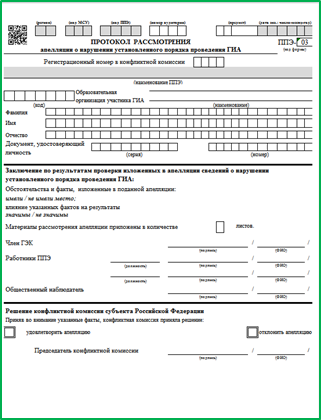 (регион) (код МСУ) (код ППЭ) (номер аудитории) (предмет) (дата экз.: число-месяц-год)
ПРОТОКОЛ РАССМОТРЕНИЯ
апелляции о нарушении установленного порядка проведения ГИА
ППЭ- 03
(код формы)
Регистрационный номер в конфликтной комиссии
(наименование ППЭ)
Образовательная
организация участника ГИА
(код) (наименование)
Фамилия
Имя
Отчество
Документ, удостоверяющий
личность
(серия) (номер)
Заключение по результатам проверки изложенных в апелляции сведений о нарушении
установленного порядка проведения ГИА:
Обстоятельства и факты, изложенные в поданной апелляции:
имели / не имели место;
влияние указанных фактов на результаты
значимы / не значимы
Материалы рассмотрения апелляции приложены в количестве листов.
Член ГЭК / /
(подпись) (ФИО)
Работники ППЭ / /
(должность) (подпись) (ФИО)
/ /
(должность) (подпись) (ФИО)
Общественный наблюдатель / /
(подпись) (ФИО)
Решение конфликтной комиссии субъекта Российской Федерации
Приняв во внимание указанные факты, конфликтная комиссия приняла решение:
удовлетворить апелляцию отклонить апелляцию
Председатель конфликтной комиссии / /
(подпись) (ФИО)